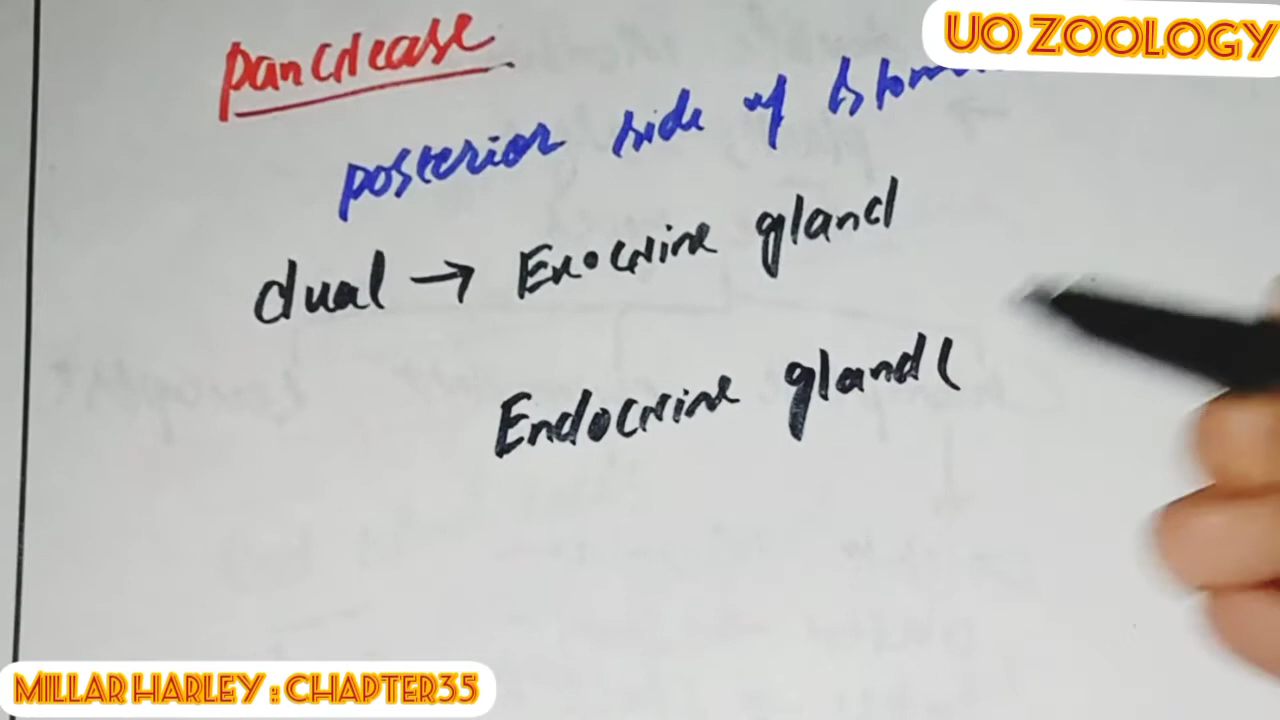 UO ZOOLOGY
Pancrease
posterior side of
dual → Exocrine gland
Endocrine gland (
MILLAR HARLEY : CHAPTER35